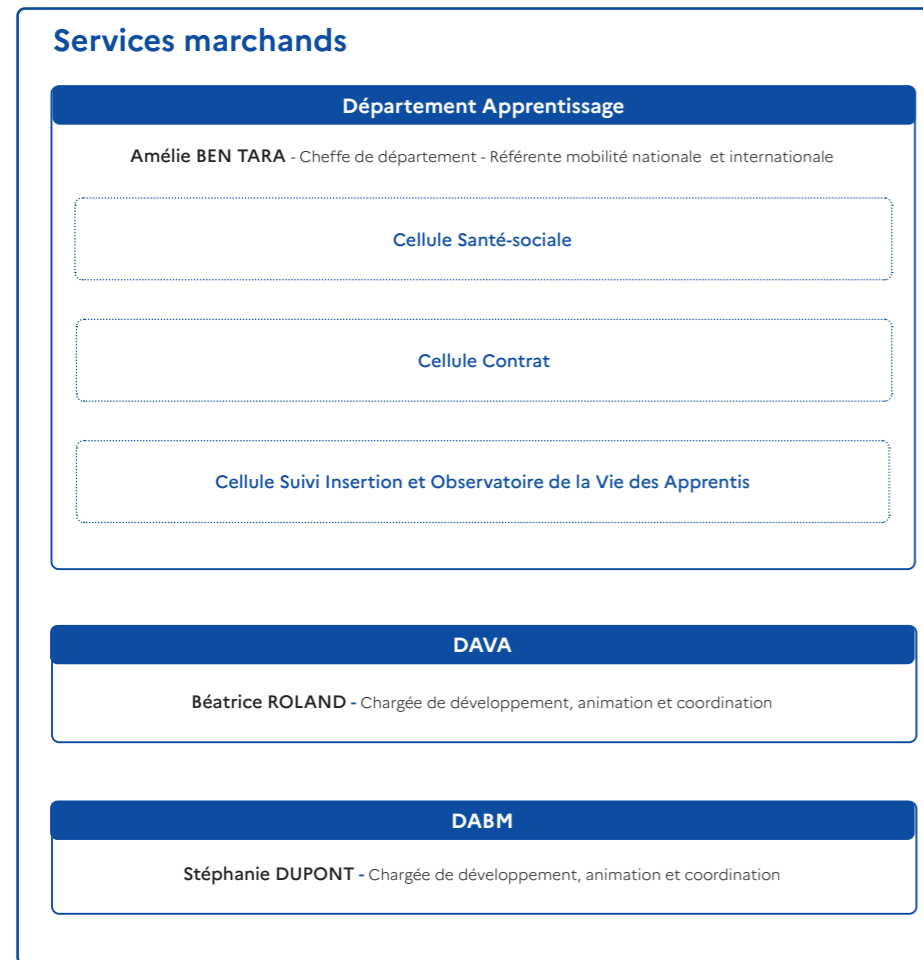 Services marchands
Département Apprentissage
Amélie BEN TARA - Cheffe de département - Référente mobilité nationale et internationale
Cellule Santé-sociale
Cellule Contrat
Cellule Suivi Insertion et Observatoire de la Vie des Apprentis
DAVA
Béatrice ROLAND - Chargée de développement, animation et coordination
DABM
Stéphanie DUPONT - Chargée de développement, animation et coordination